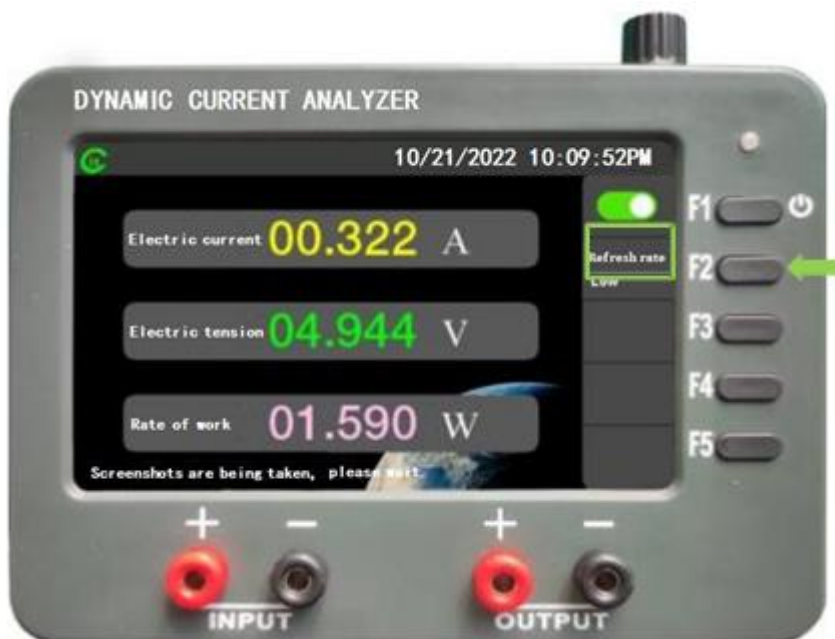 DYNAMIC CURRENT ANALYZER
10/21/2022 10:09:52PM
F1
Electric current 00.322 A
Refresh rate
Low
F2
Electric tension 04.944 V
F3
F4
Rate of work 01.590 W
F5
Screenshots are being taken, please wait.
+ - + -
INPUT OUTPUT